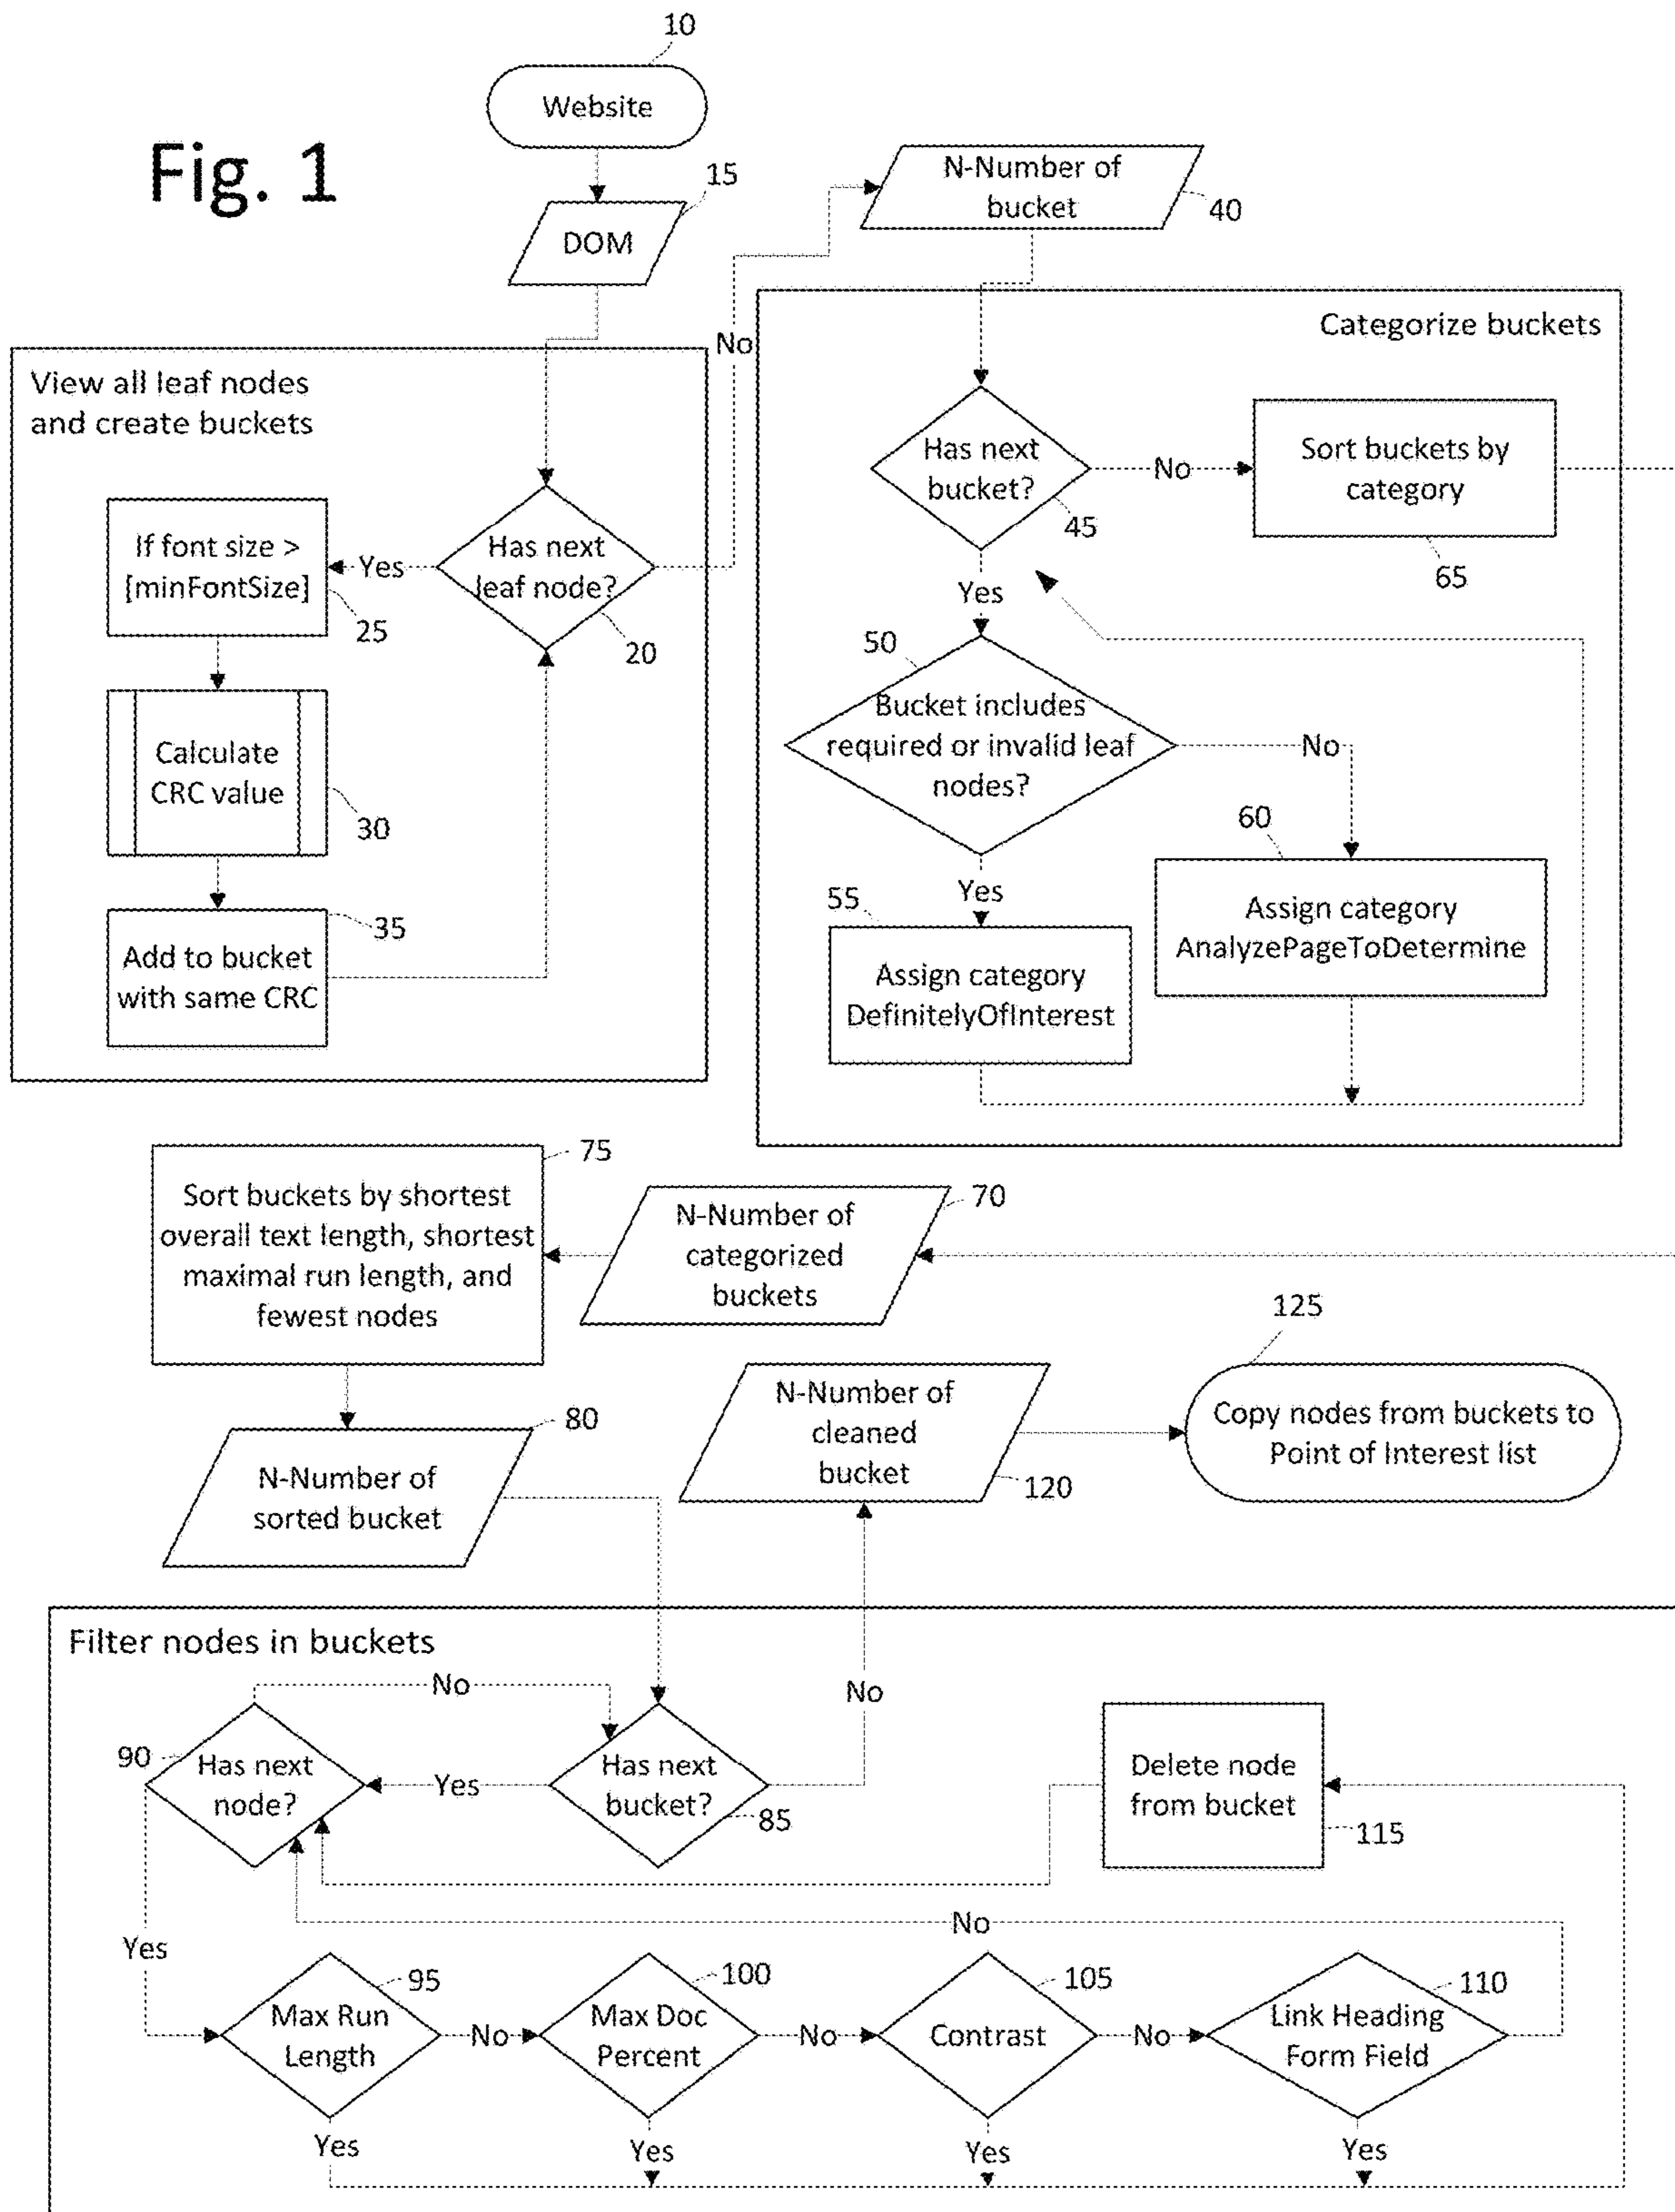 Fig. 1
10
Website
15
DOM
N-Number of
bucket
40
View all leaf nodes
and create buckets
Has next
leaf node?
20
Yes
No
If font size >
[minFontSize]
25
Calculate
CRC value
30
35
Add to bucket
with same CRC
Categorize buckets
Has next
bucket?
45
No
Sort buckets by
category
65
Yes
50
Bucket includes
required or invalid leaf
nodes?
No
60
Assign category
AnalyzePageToDetermine
Yes
55
Assign category
DefinitelyOfInterest
75
Sort buckets by shortest
overall text length, shortest
maximal run length, and
fewest nodes
70
N-Number of
categorized
buckets
80
N-Number of
sorted bucket
N-Number of
cleaned
bucket
120
125
Copy nodes from buckets to
Point of Interest list
Filter nodes in buckets
No
No
90
Has next
node?
Yes
Has next
bucket?
85
Delete node
from bucket
115
No
Yes
95
Max Run
Length
No
100
Max Doc
Percent
No
105
Contrast
No
110
Link Heading
Form Field
Yes
Yes
Yes
Yes